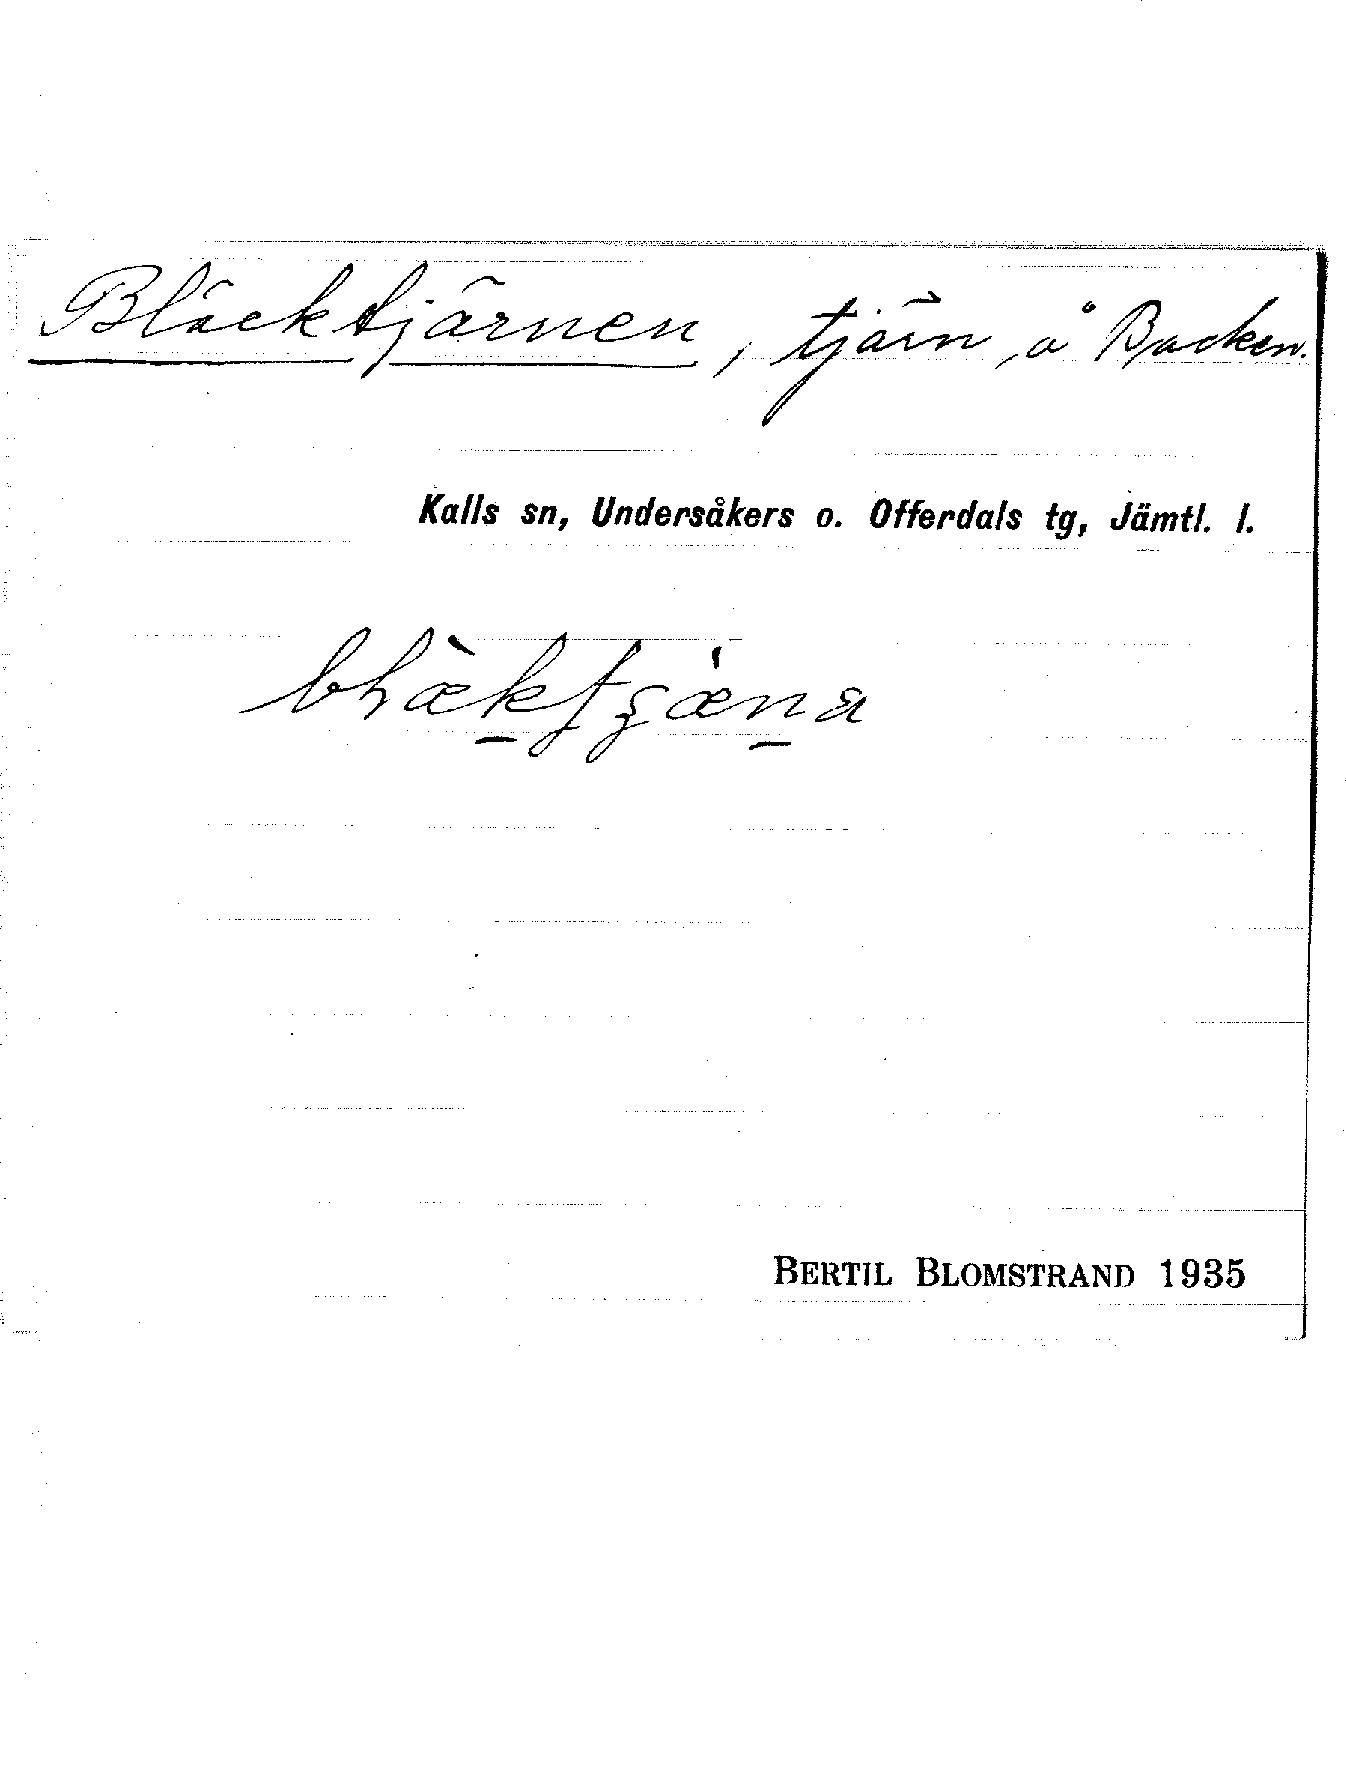 Bläcktjärnen, tjärn, å Backen.
Kalls sn, Undersåkers o. Offerdals tg, Jämtl. l.
BERTIL BLOMSTRAND 1935